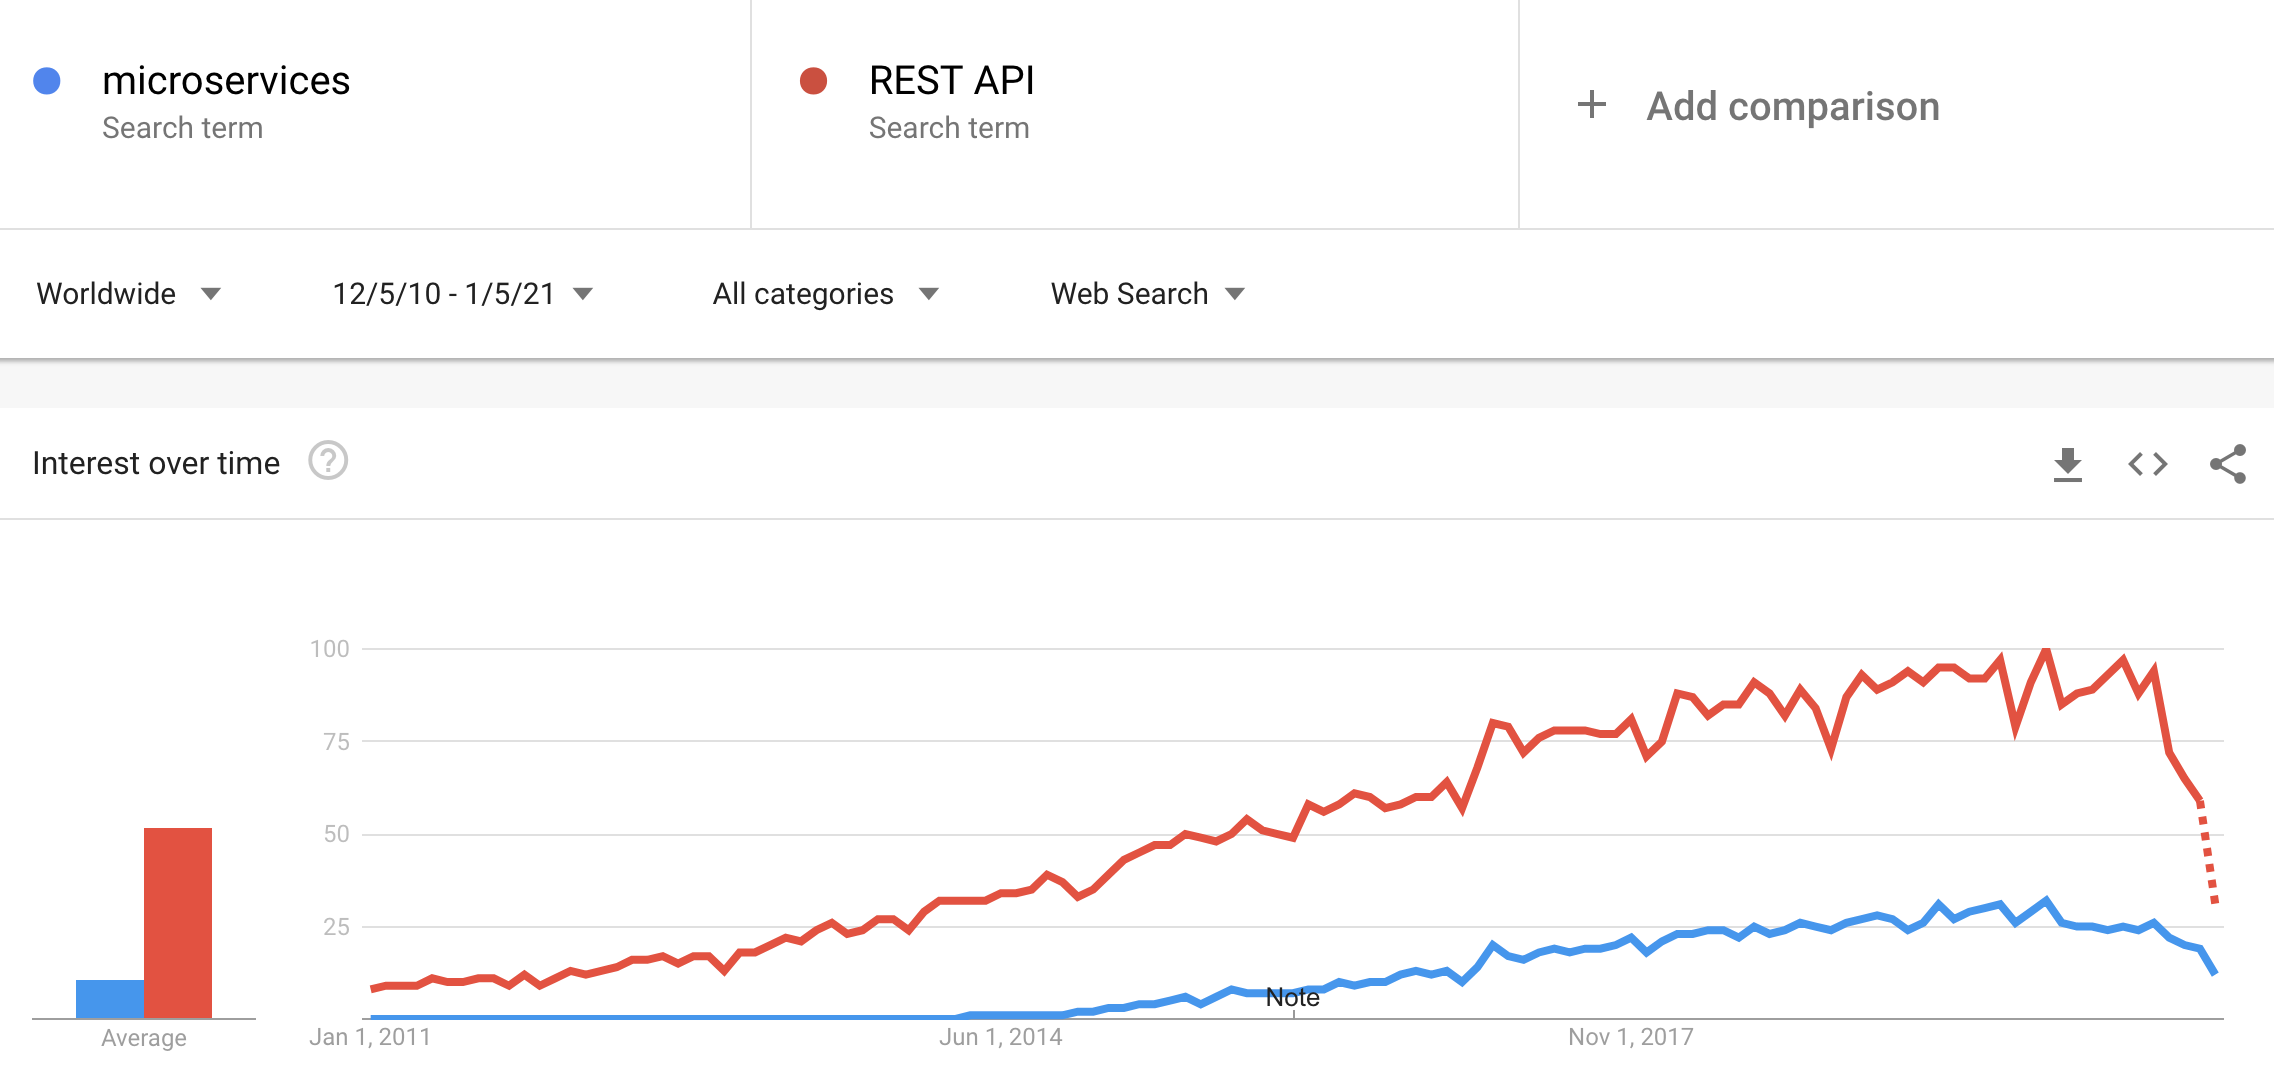 microservices
Search term
REST API
Search term
+ Add comparison
Worldwide
12/5/10 - 1/5/21
All categories
Web Search
Interest over time
?
100
75
50
25
Average
Note
Jan 1, 2011
Jun 1, 2014
Nov 1, 2017